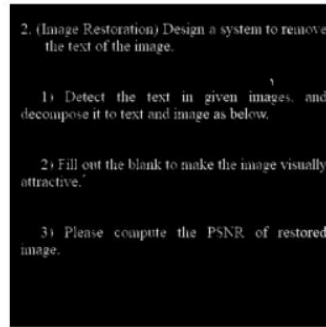 2. (Image Restoration) Design a system to remove
the text of the image.
1) Detect the text in given images, and
decompose it to text and image as below.
2) Fill out the blank to make the image visually
attractive.
3) Please compute the PSNR of restored
image.